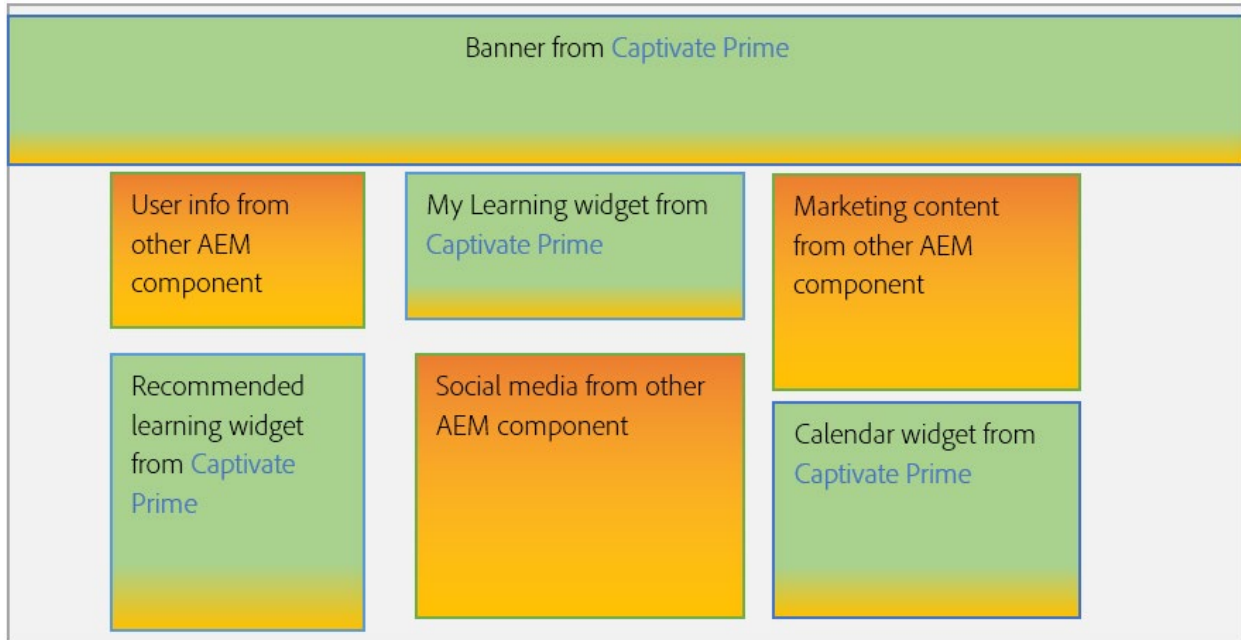 Banner from Captivate Prime
User info from
other AEM
component
My Learning widget from
Captivate Prime
Marketing content
from other AEM
component
Recommended
learning widget
from Captivate
Prime
Social media from other
AEM component
Calendar widget from
Captivate Prime